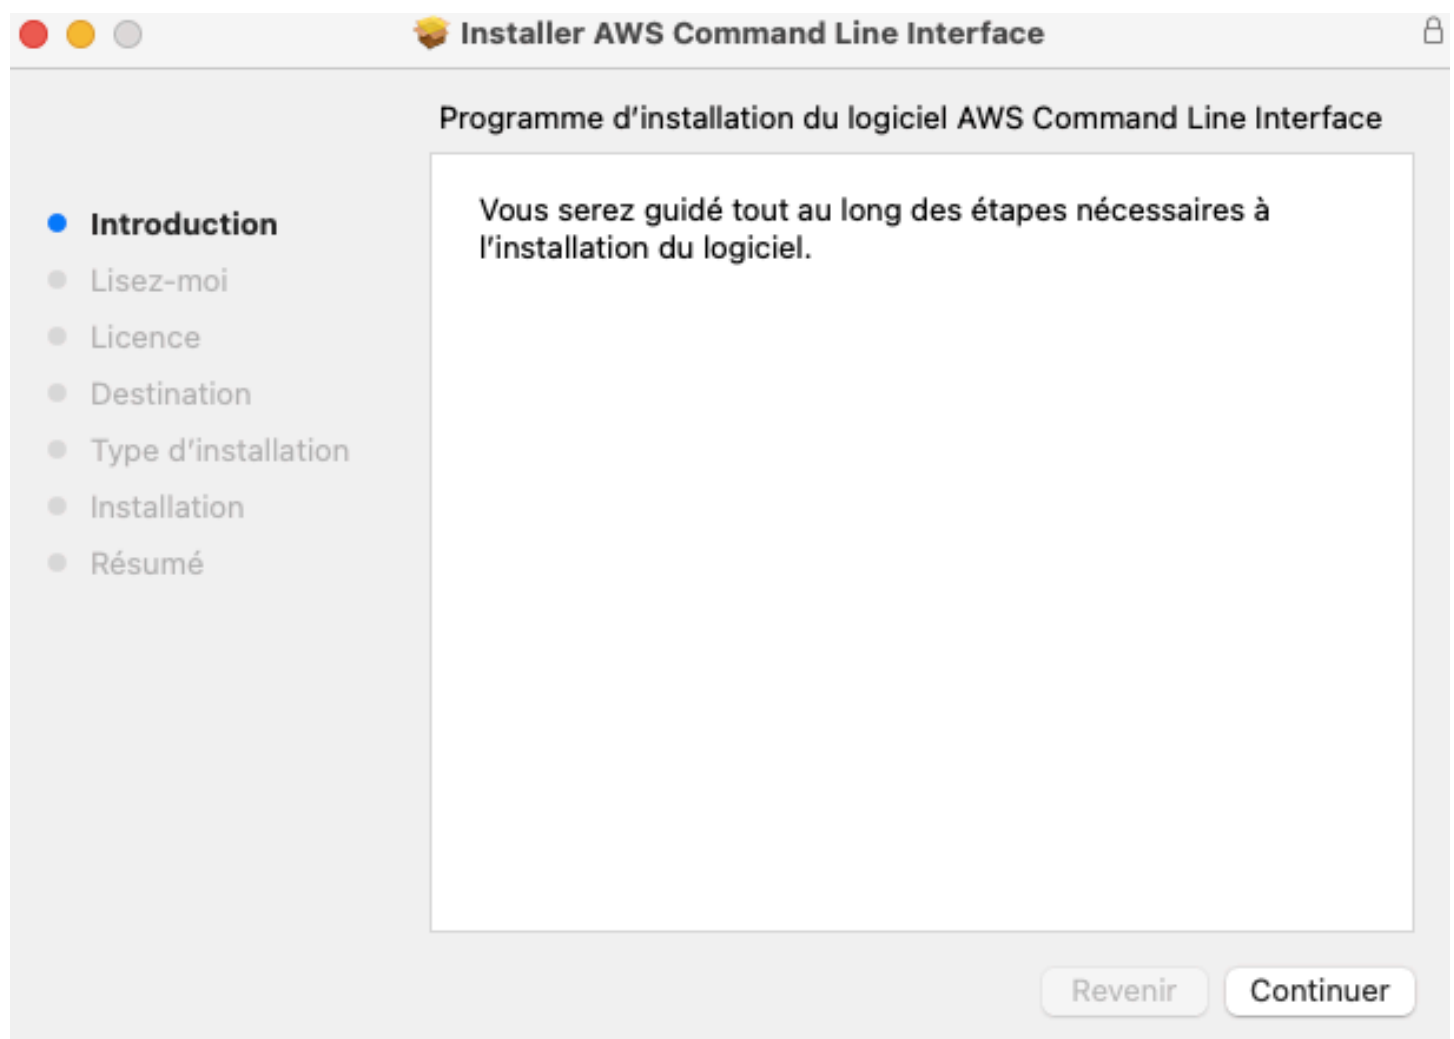 Installer AWS Command Line Interface
Programme d'installation du logiciel AWS Command Line Interface
Introduction
Lisez-moi
Licence
Destination
Type d'installation
Installation
Résumé
Vous serez guidé tout au long des étapes nécessaires à
l'installation du logiciel.
Revenir
Continuer